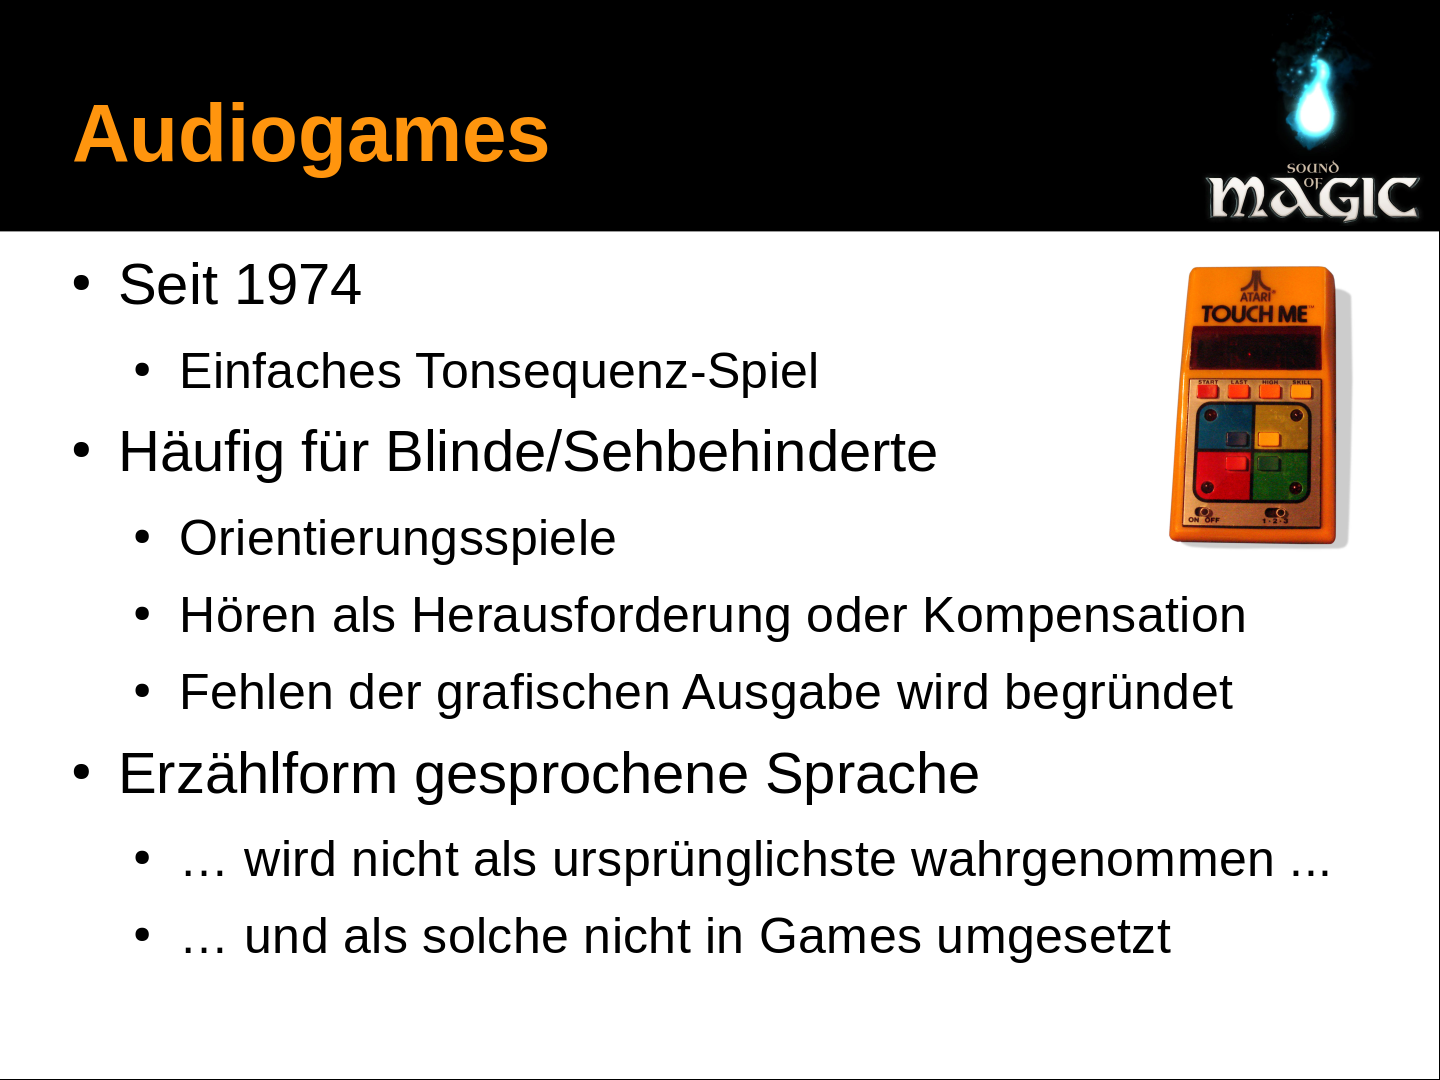 Audiogames
SOUND
OF
MAGIC
• Seit 1974
• Einfaches Tonsequenz-Spiel
• Häufig für Blinde/Sehbehinderte
• Orientierungsspiele
• Hören als Herausforderung oder Kompensation
• Fehlen der grafischen Ausgabe wird begründet
• Erzählform gesprochene Sprache
• … wird nicht als ursprünglichste wahrgenommen ...
• … und als solche nicht in Games umgesetzt
ATARI
TOUCH ME
START LAST HIGH SKILL
ON OFF 1-2-3